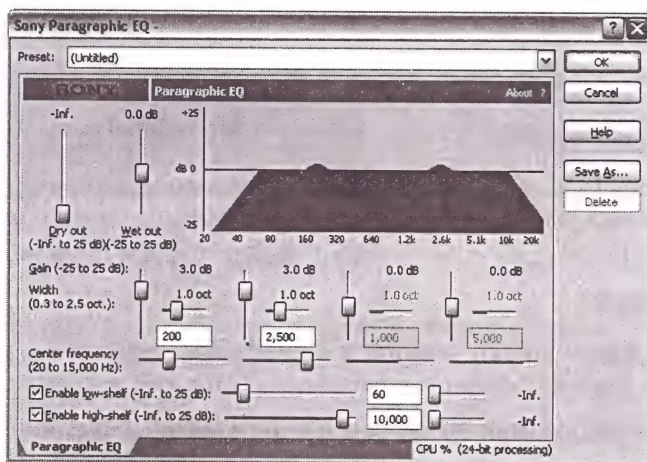 Sony Paragraphic EQ -
Preset: (Untitled)
OK
Cancel
Help
Save As...
Delete
SONY Paragraphic EQ About ?
-Inf. 0.0 dB
Dry out Wet out
(-Inf. to 25 dB)(-25 to 25 dB)
+25
dB 0
-25
20 40 80 160 320 640 1.2k 2.6k 5.1k 10k 20k
Gain (-25 to 25 dB): 3.0 dB 3.0 dB 0.0 dB 0.0 dB
Width
(0.3 to 2.5 oct.): 1.0 oct 1.0 oct 1.0 oct 1.0 oct
200 2,500 1,000 5,000
Center frequency
(20 to 15,000 Hz):
Enable low-shelf (-Inf. to 25 dB): 60 -Inf.
Enable high-shelf (-Inf. to 25 dB): 10,000 -Inf.
Paragraphic EQ
CPU % (24-bit processing)